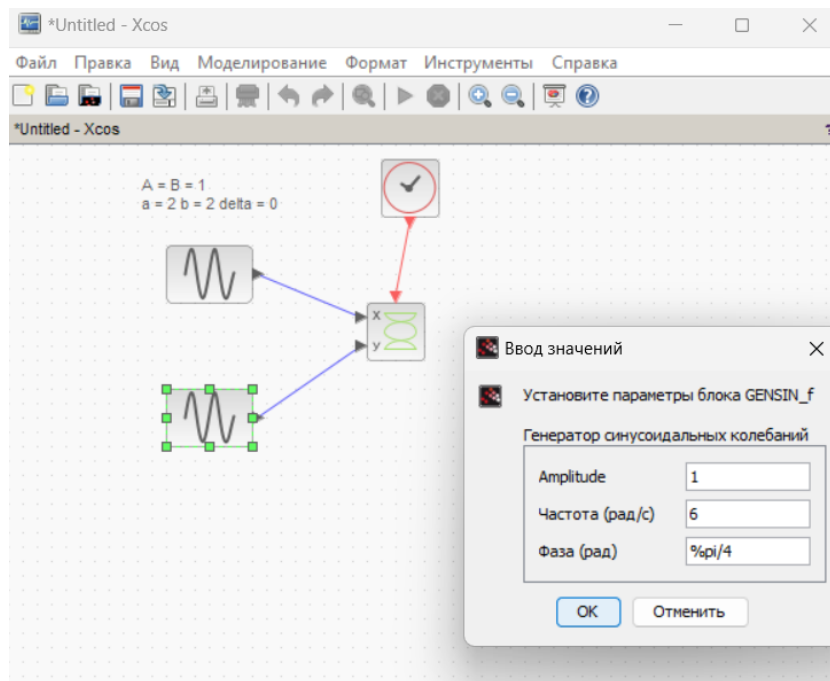 *Untitled - Xcos
Файл Правка Вид Моделирование Формат Инструменты Справка
*Untitled - Xcos
A = B = 1
a = 2 b = 2 delta = 0
x
y
Ввод значений
Установите параметры блока GENSIN_f
Генератор синусоидальных колебаний
Amplitude 1
Частота (рад/с) 6
Фаза (рад) %pi/4
OK Отменить